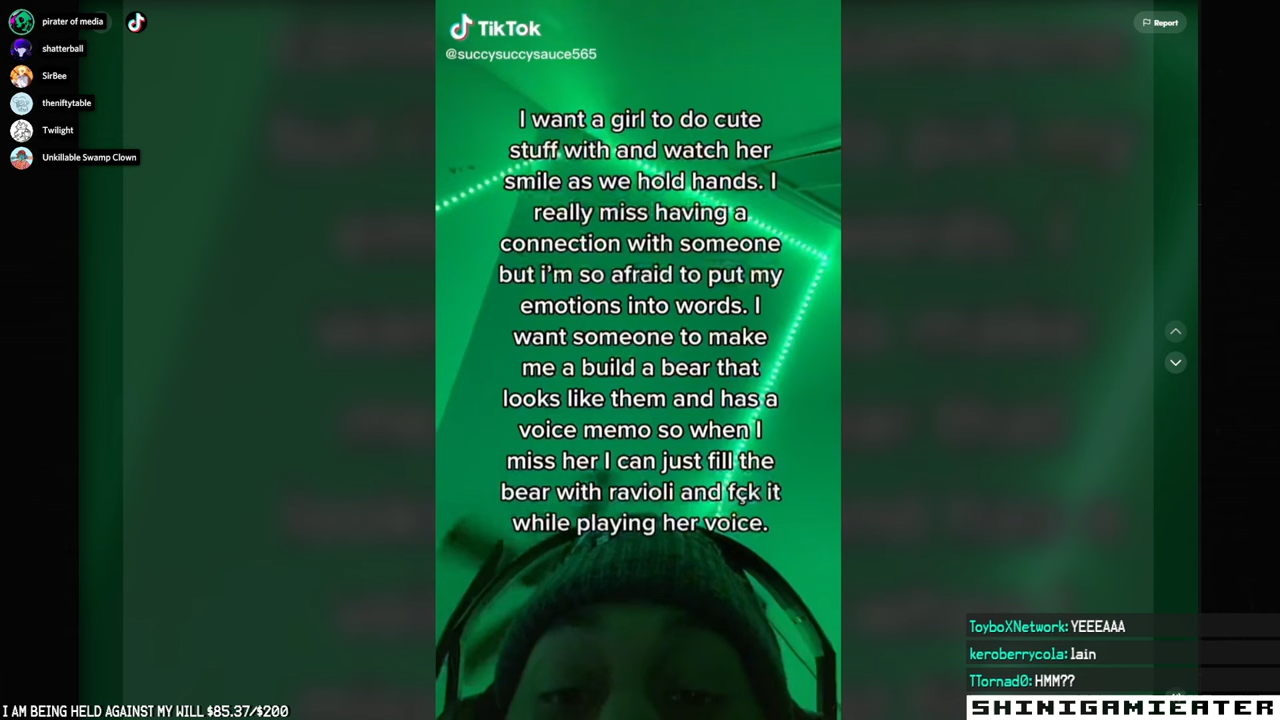 pirater of media
shatterball
SirBee
theniftytable
Twilight
Unkillable Swamp Clown
TikTok
@succysuccysauce565
Report
I want a girl to do cute
stuff with and watch her
smile as we hold hands. I
really miss having a
connection with someone
but i'm so afraid to put my
emotions into words. I
want someone to make
me a build a bear that
looks like them and has a
voice memo so when I
miss her I can just fill the
bear with ravioli and fçk it
while playing her voice.
ToyboXNetwork: YEEEAAA
keroberrycola: lain
TTornad0: HMM??
SHINIGAMIEATER
I AM BEING HELD AGAINST MY WILL $85.37/$200